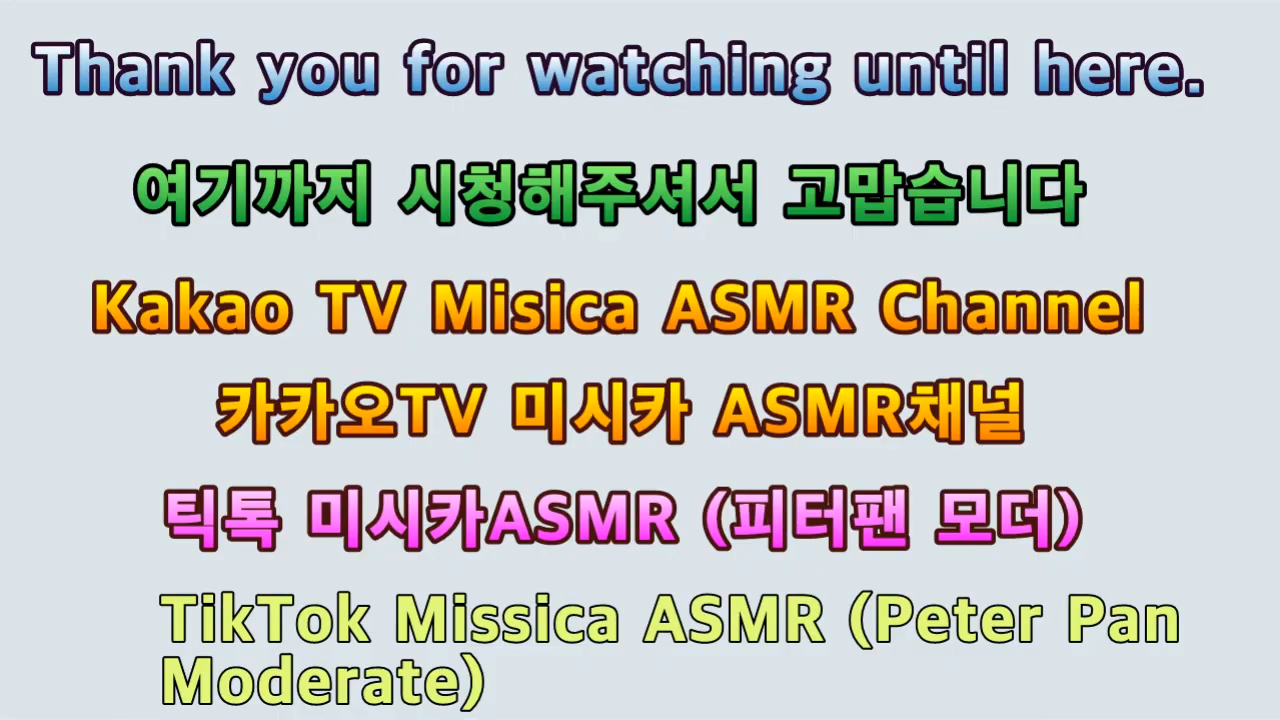 Thank you for watching until here.
여기까지 시청해주셔서 고맙습니다
Kakao TV Misica ASMR Channel
카카오TV 미시카 ASMR채널
틱톡 미시카ASMR (피터팬 모더)
TikTok Missica ASMR (Peter Pan
Moderate)